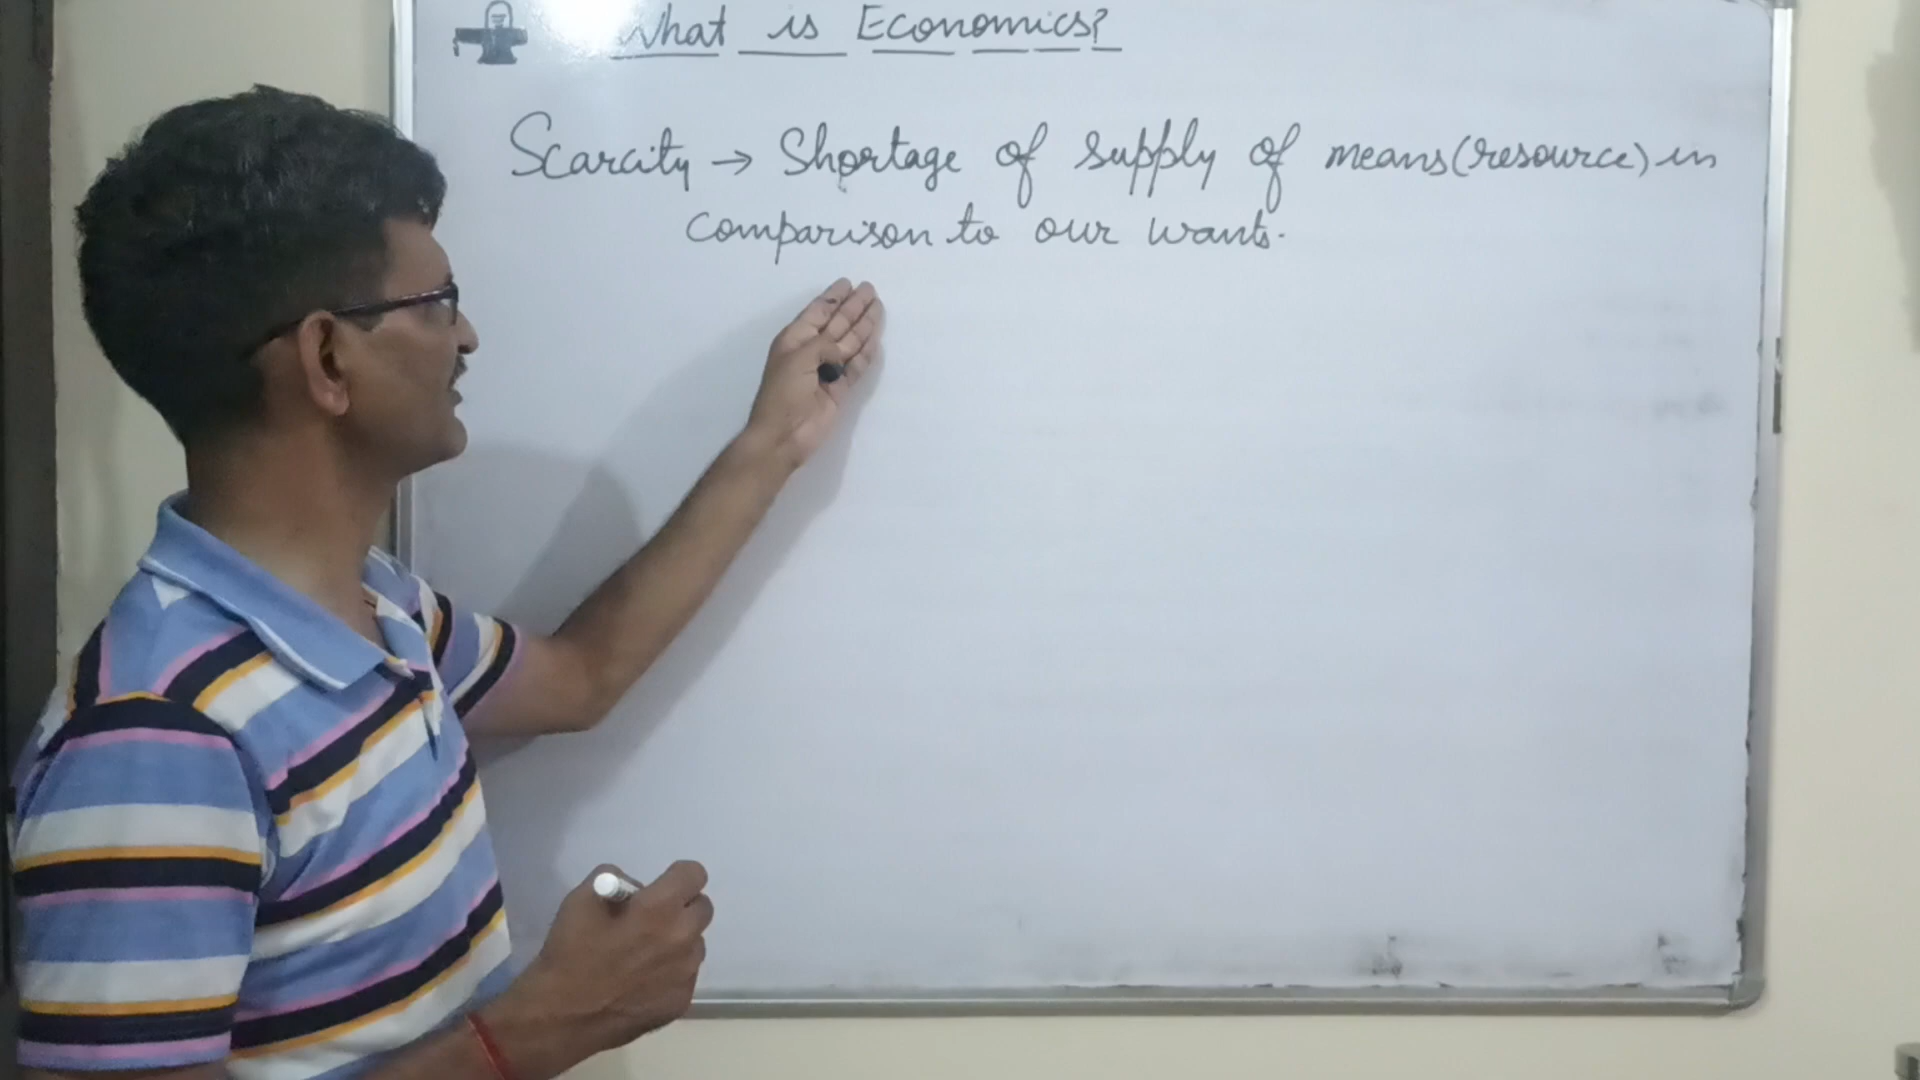 What is Economics?
Scarcity → Shortage of supply of means (resource) in
comparison to our wants.